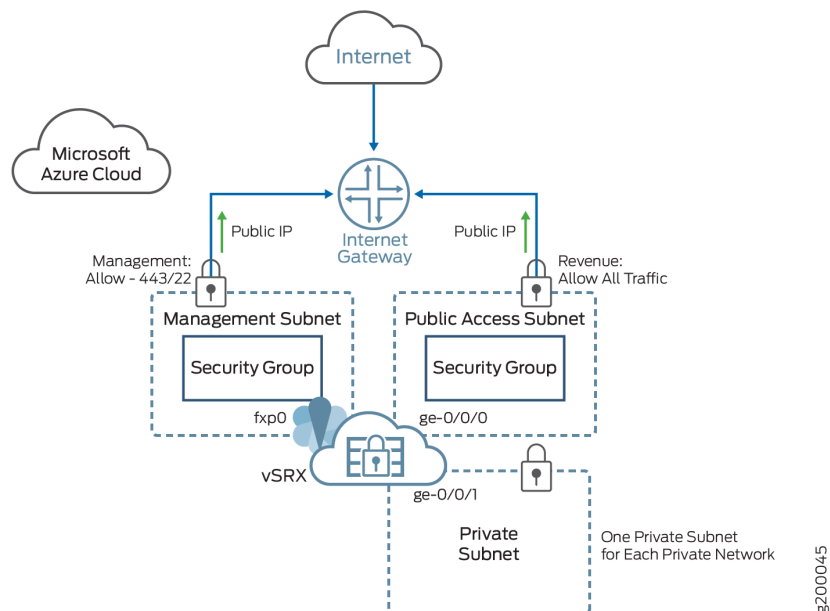 Internet
Microsoft
Azure Cloud
Public IP
Internet
Gateway
Public IP
Management:
Allow - 443/22
Revenue:
Allow All Traffic
Management Subnet
Security Group
fxp0
Public Access Subnet
Security Group
ge-0/0/0
vSRX
ge-0/0/1
Private
Subnet
One Private Subnet
for Each Private Network
g200045